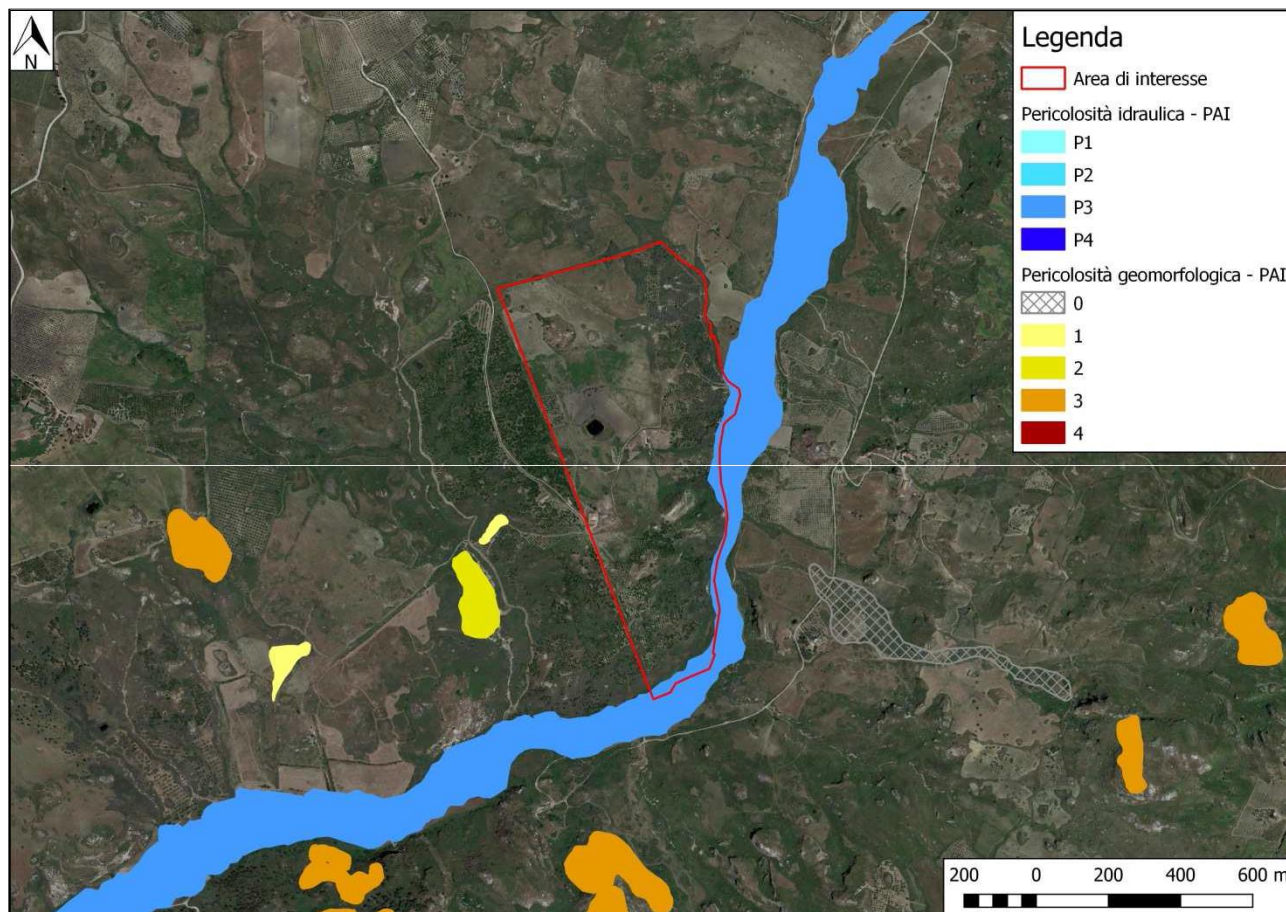 N
Legenda
Area di interesse
Pericolosità idraulica - PAI
P1
P2
P3
P4
Pericolosità geomorfologica - PAI
0
1
2
3
4
200 0 200 400 600 m